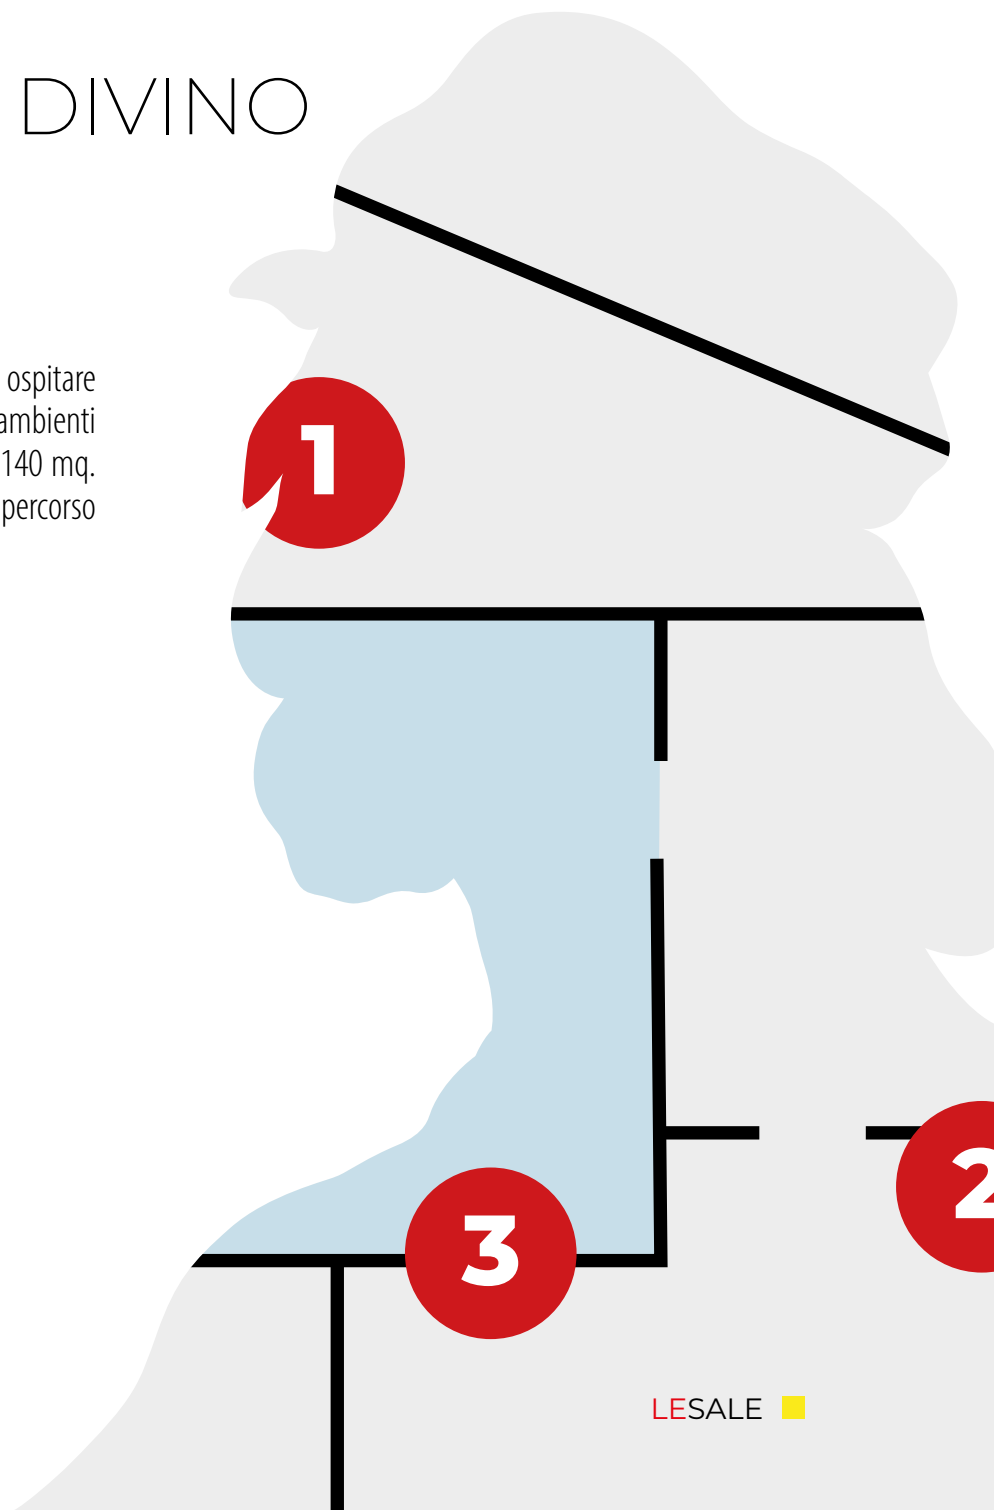 DIVINO
ospitare
ambienti
140 mq.
percorso
1
2
3
LESALE